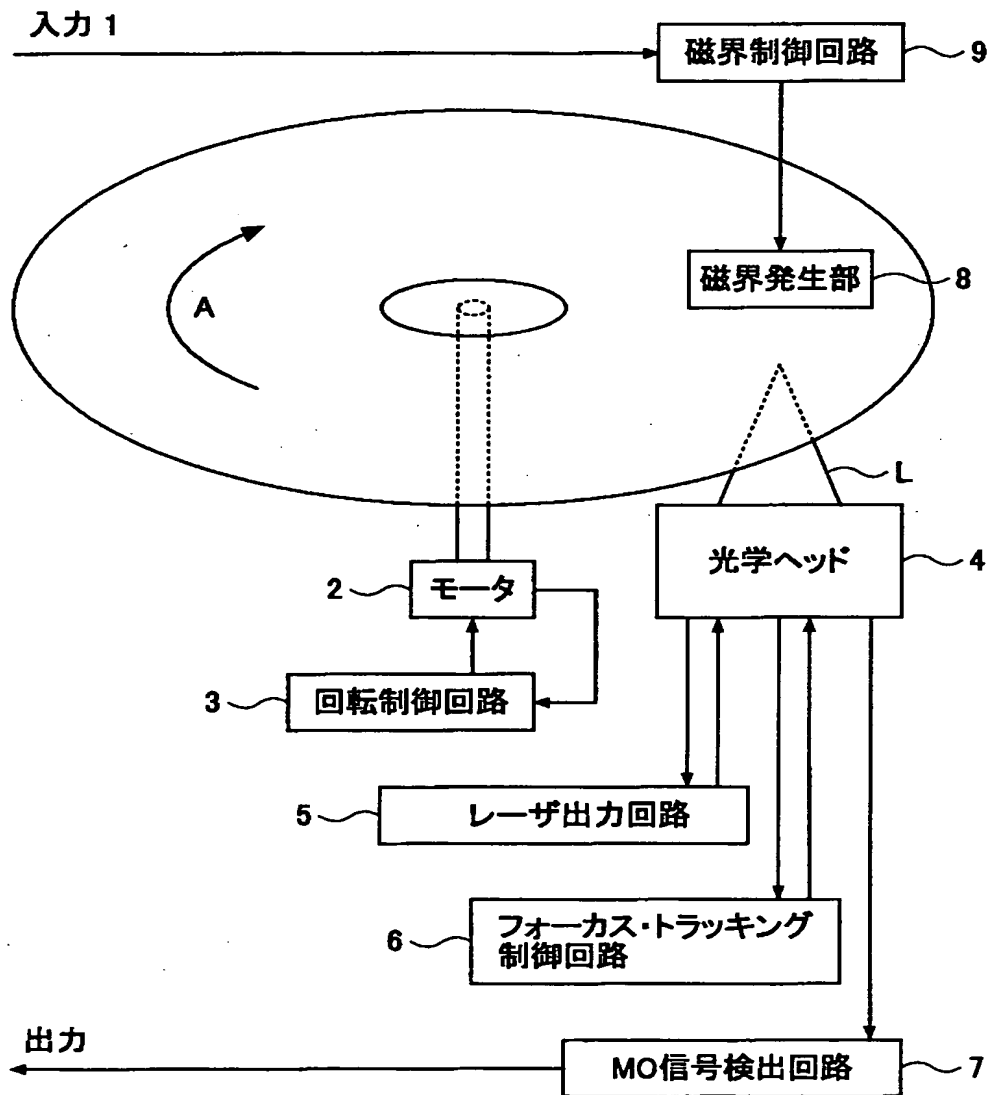 入力 1
磁界制御回路 9
磁界発生部 8
A
L
光学ヘッド 4
2 モータ
3 回転制御回路
5 レーザ出力回路
6 フォーカス・トラッキング
制御回路
出力
MO信号検出回路 7